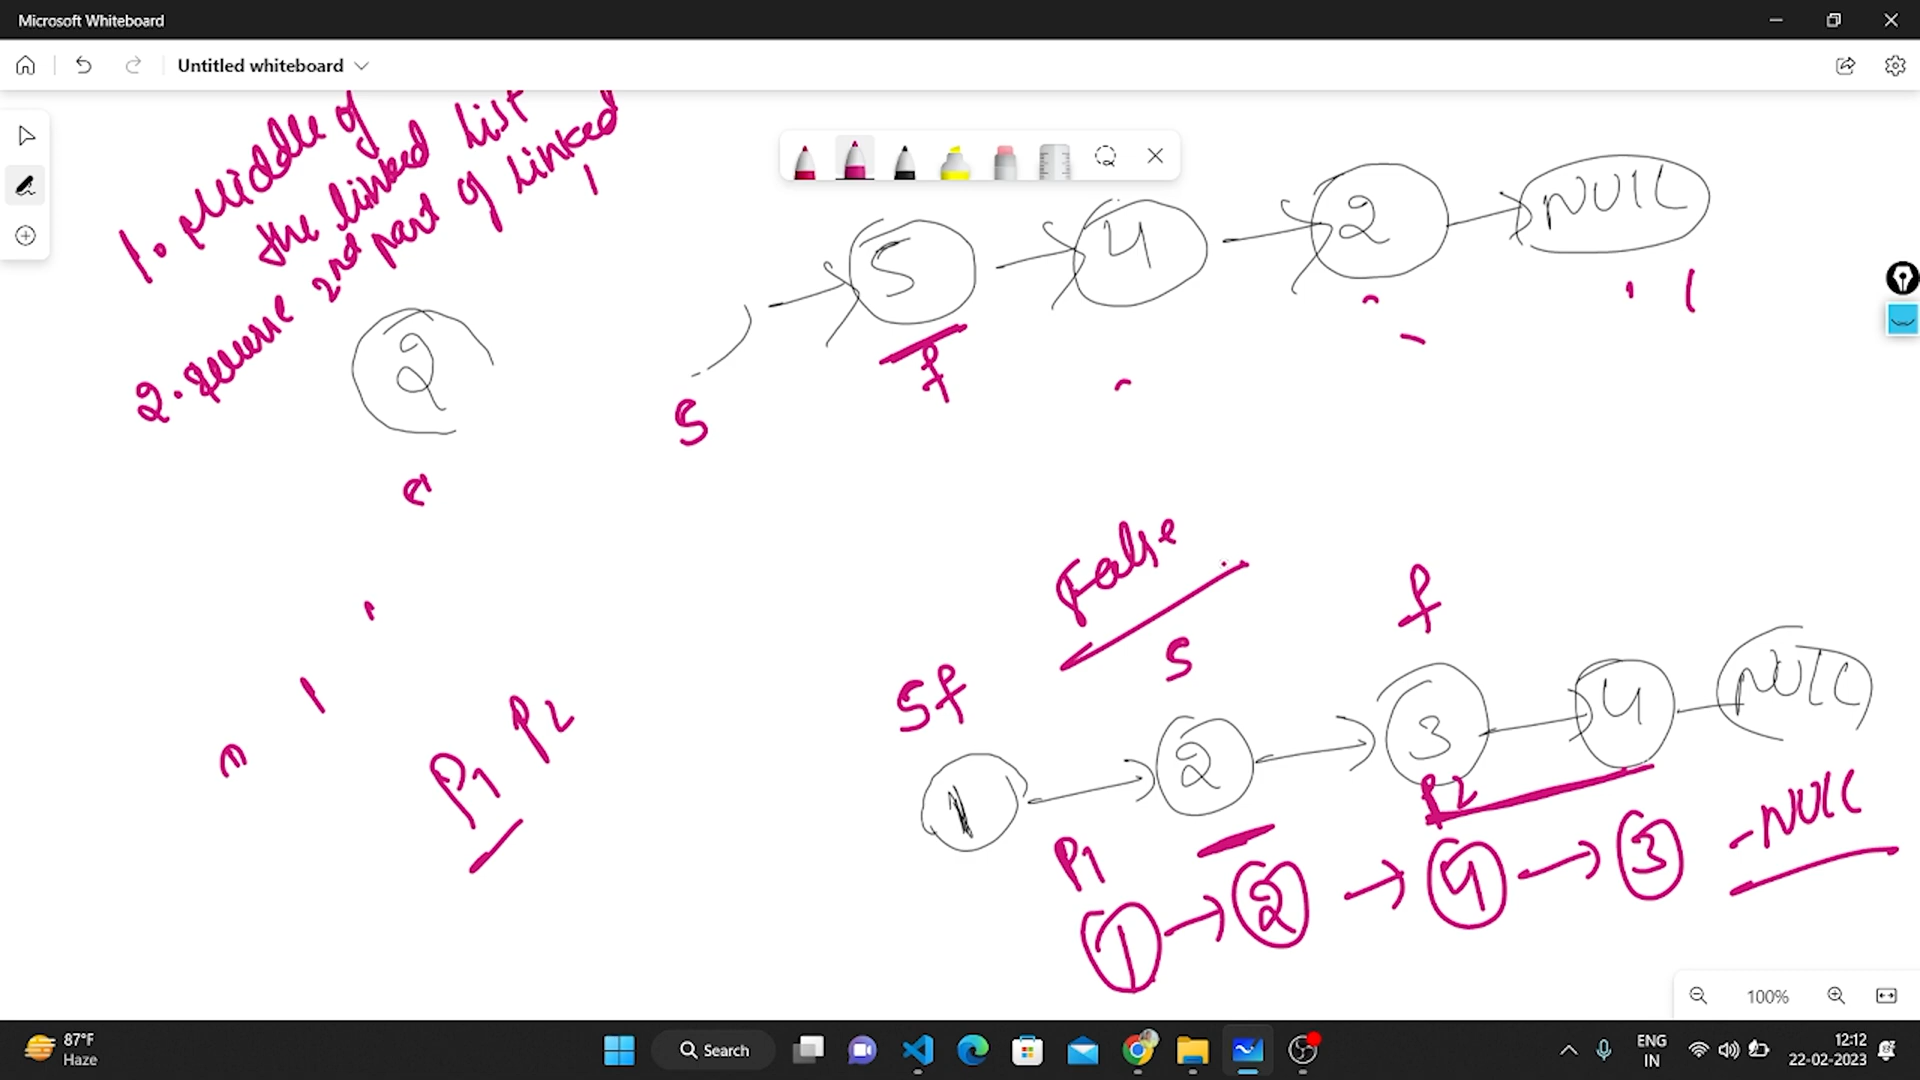 Microsoft Whiteboard
Untitled whiteboard
1. Middle of
the linked list
2. reverse 2nd part of linked
5
4
2
NULL
2
f
S
False
f
S
Sf
P1 P2
1
2
3
4
NULL
P2
P1
1
2
4
3
NULL
100%
87°F
Haze
Search
ENG
IN
12:12
22-02-2023